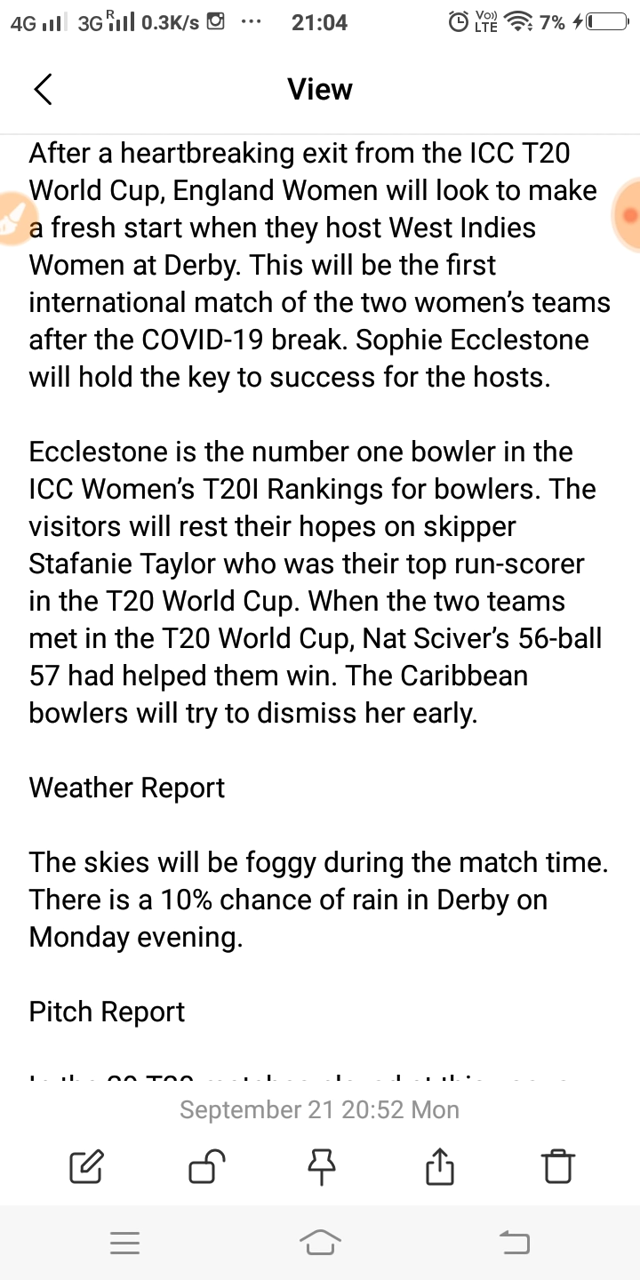 4G 3G R 0.3K/s ··· 21:04 Vo)) LTE 7%
View
After a heartbreaking exit from the ICC T20
World Cup, England Women will look to make
a fresh start when they host West Indies
Women at Derby. This will be the first
international match of the two women's teams
after the COVID-19 break. Sophie Ecclestone
will hold the key to success for the hosts.
Ecclestone is the number one bowler in the
ICC Women's T20I Rankings for bowlers. The
visitors will rest their hopes on skipper
Stafanie Taylor who was their top run-scorer
in the T20 World Cup. When the two teams
met in the T20 World Cup, Nat Sciver's 56-ball
57 had helped them win. The Caribbean
bowlers will try to dismiss her early.
Weather Report
The skies will be foggy during the match time.
There is a 10% chance of rain in Derby on
Monday evening.
Pitch Report
September 21 20:52 Mon